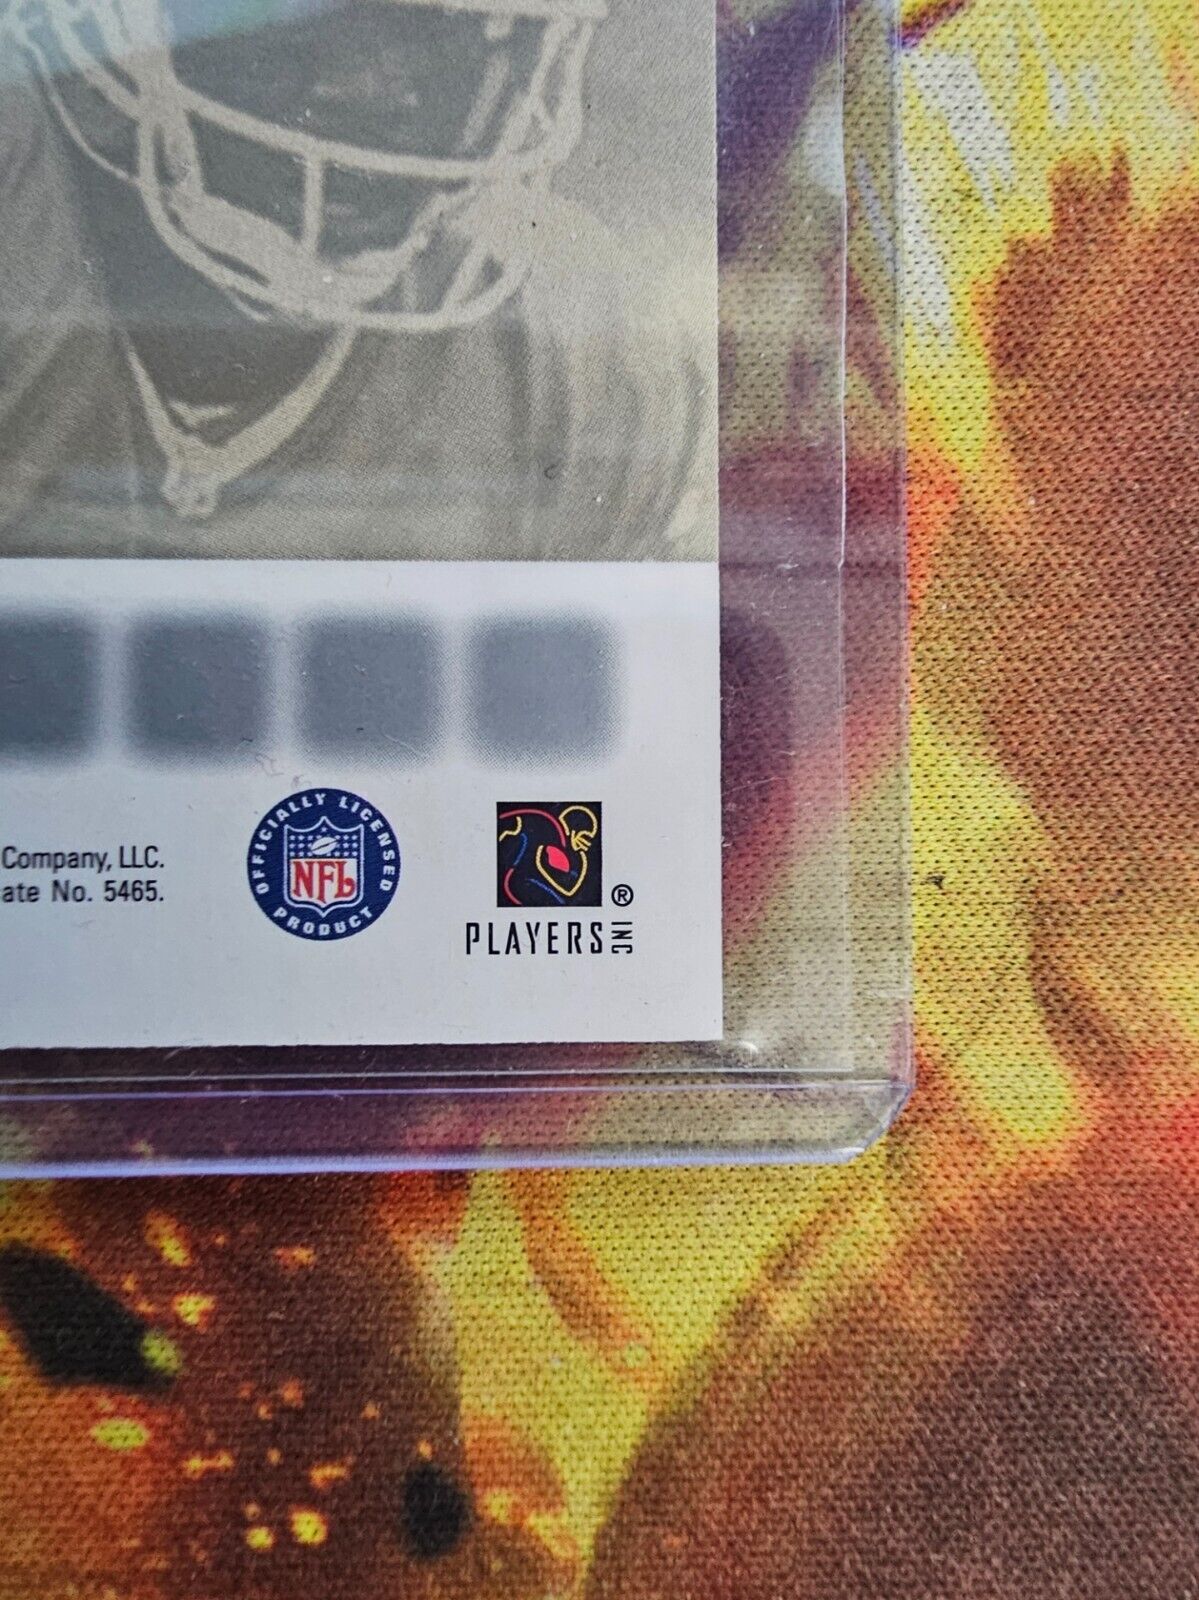 Company, LLC.
ate No. 5465.
OFFICIALLY LICENSED
NFL
PRODUCT
®
PLAYERS INC